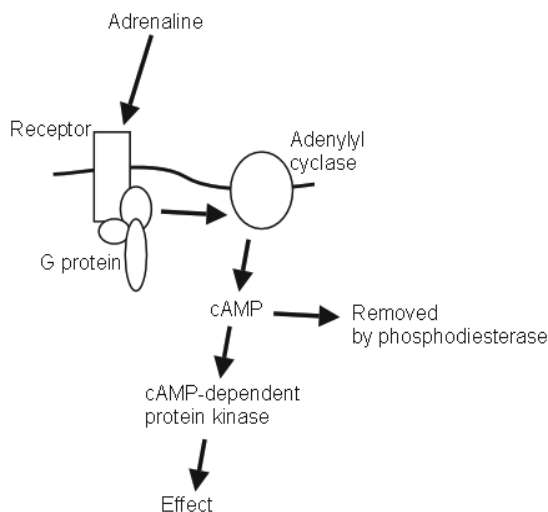 Adrenaline
Receptor
Adenylyl
cyclase
G protein
cAMP
Removed
by phosphodiesterase
cAMP-dependent
protein kinase
Effect